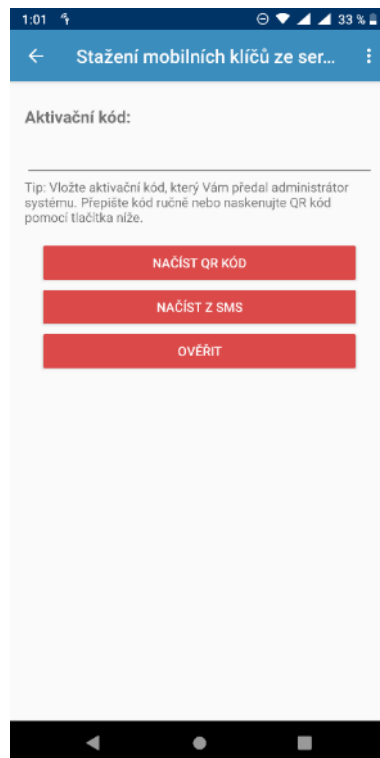 1:01 33 %
Stažení mobilních klíčů ze ser...
Aktivační kód:
Tip: Vložte aktivační kód, který Vám předal administrátor
systému. Přepište kód ručně nebo naskenujte QR kód
pomocí tlačítka níže.
NAČÍST QR KÓD
NAČÍST Z SMS
OVĚŘIT